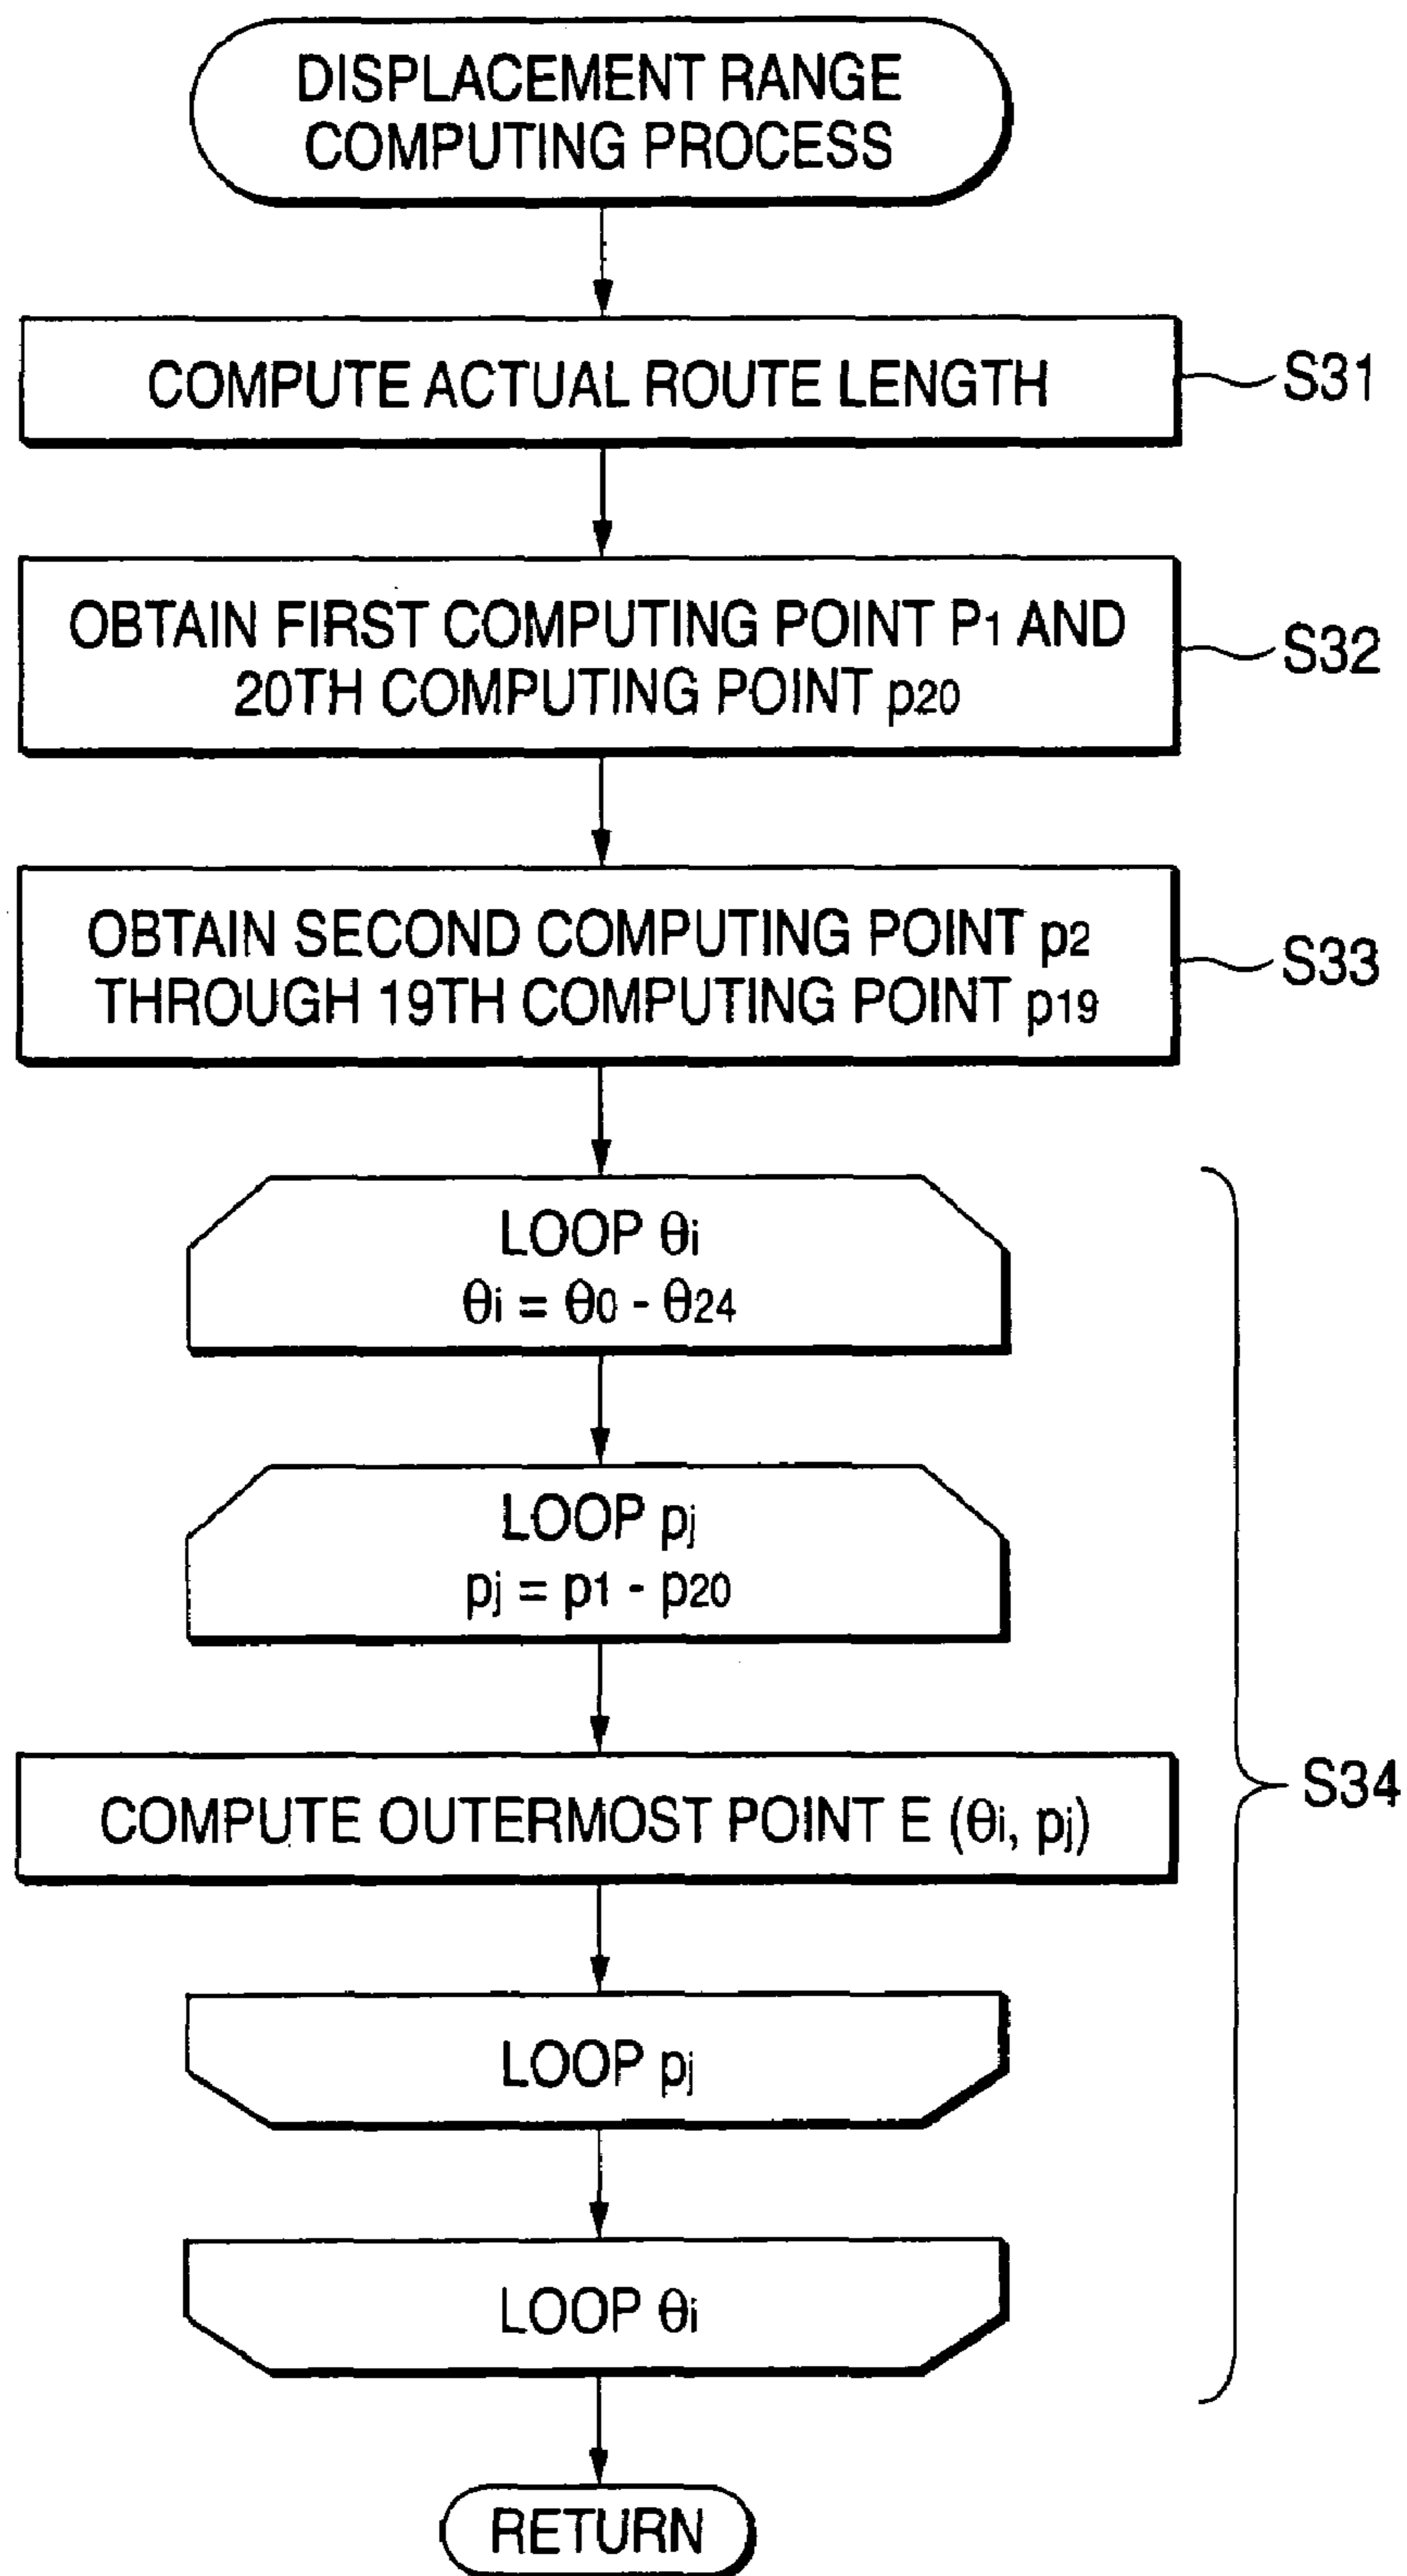 DISPLACEMENT RANGE
COMPUTING PROCESS
COMPUTE ACTUAL ROUTE LENGTH
S31
OBTAIN FIRST COMPUTING POINT P1 AND
20TH COMPUTING POINT p20
S32
OBTAIN SECOND COMPUTING POINT p2
THROUGH 19TH COMPUTING POINT p19
S33
LOOP θi
θi = θ0 - θ24
LOOP pj
pj = p1 - p20
COMPUTE OUTERMOST POINT E (θi, pj)
S34
LOOP pj
LOOP θi
RETURN